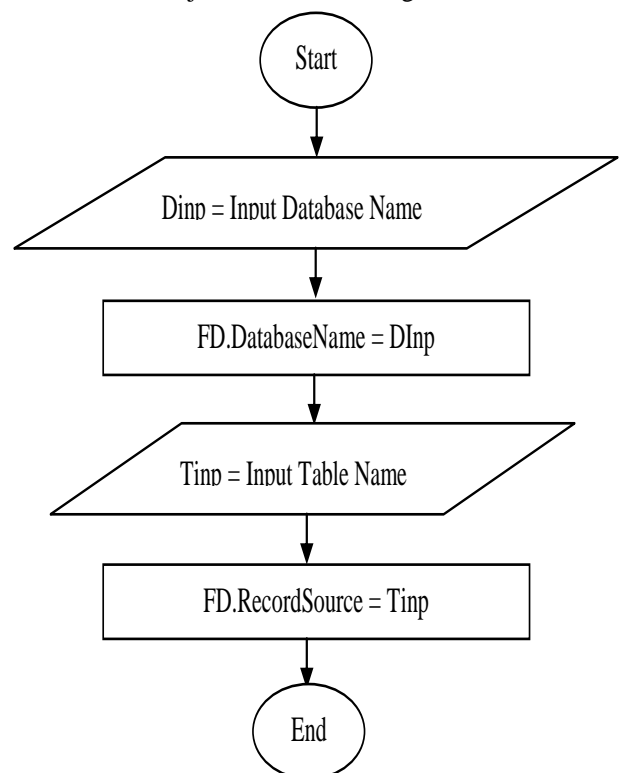 Start
Dinp = Input Database Name
FD.DatabaseName = DInp
Tinp = Input Table Name
FD.RecordSource = Tinp
End